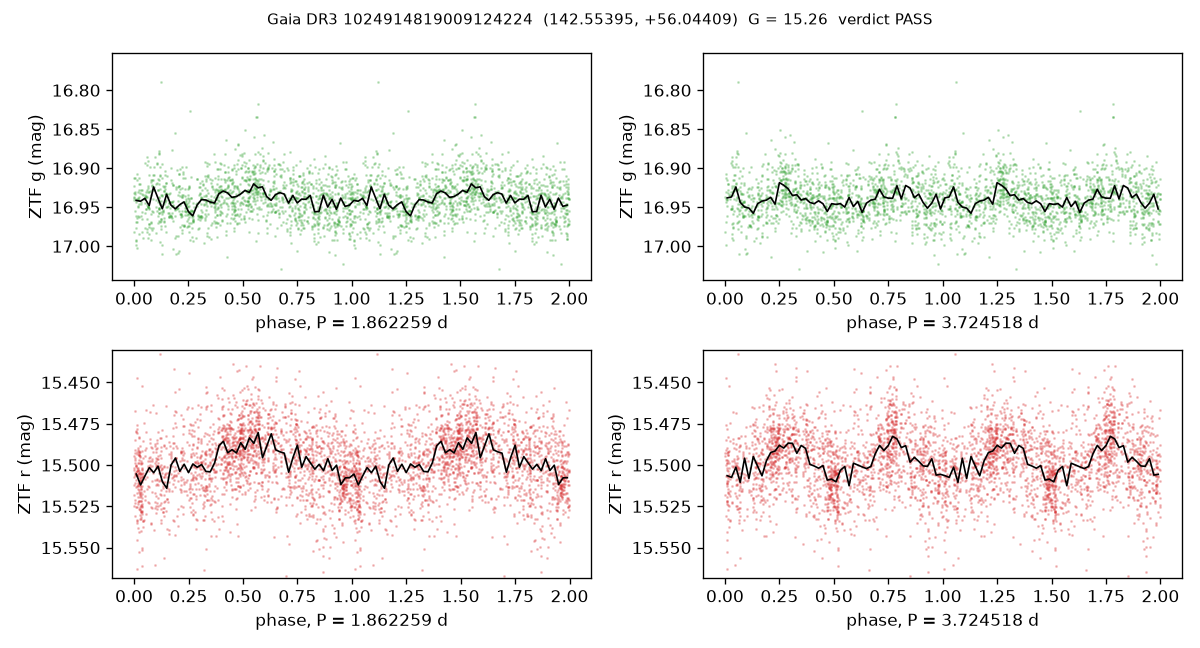 Gaia DR3 1024914819009124224  (142.55395, +56.04409)  G = 15.26  verdict PASS
ZTF g (mag)
16.80
16.85
16.90
16.95
17.00
0.00 0.25 0.50 0.75 1.00 1.25 1.50 1.75 2.00
phase, P = 1.862259 d
ZTF g (mag)
16.80
16.85
16.90
16.95
17.00
0.00 0.25 0.50 0.75 1.00 1.25 1.50 1.75 2.00
phase, P = 3.724518 d
ZTF r (mag)
15.450
15.475
15.500
15.525
15.550
0.00 0.25 0.50 0.75 1.00 1.25 1.50 1.75 2.00
phase, P = 1.862259 d
ZTF r (mag)
15.450
15.475
15.500
15.525
15.550
0.00 0.25 0.50 0.75 1.00 1.25 1.50 1.75 2.00
phase, P = 3.724518 d